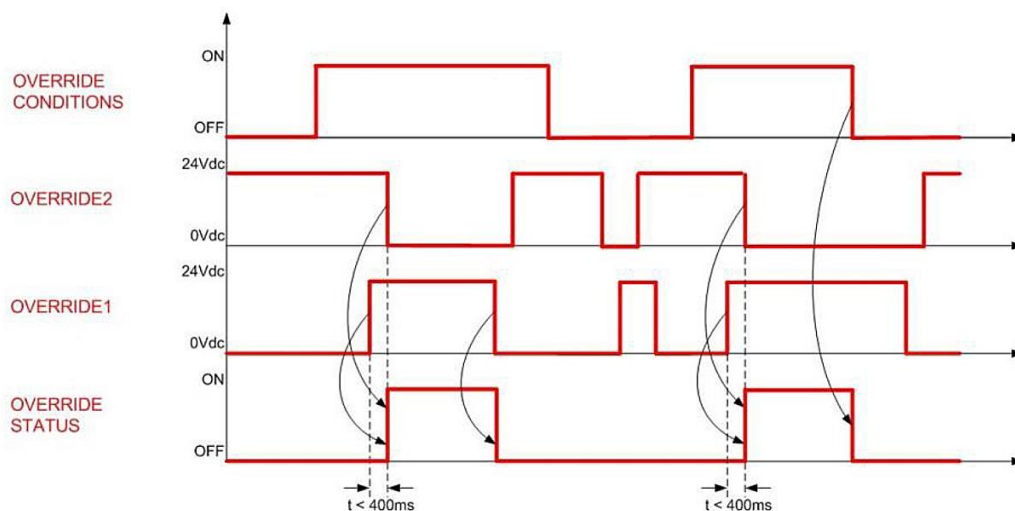 ON
OVERRIDE
CONDITIONS
OFF
24Vdc
OVERRIDE2
0Vdc
24Vdc
OVERRIDE1
0Vdc
ON
OVERRIDE
STATUS
OFF
t < 400ms
t < 400ms